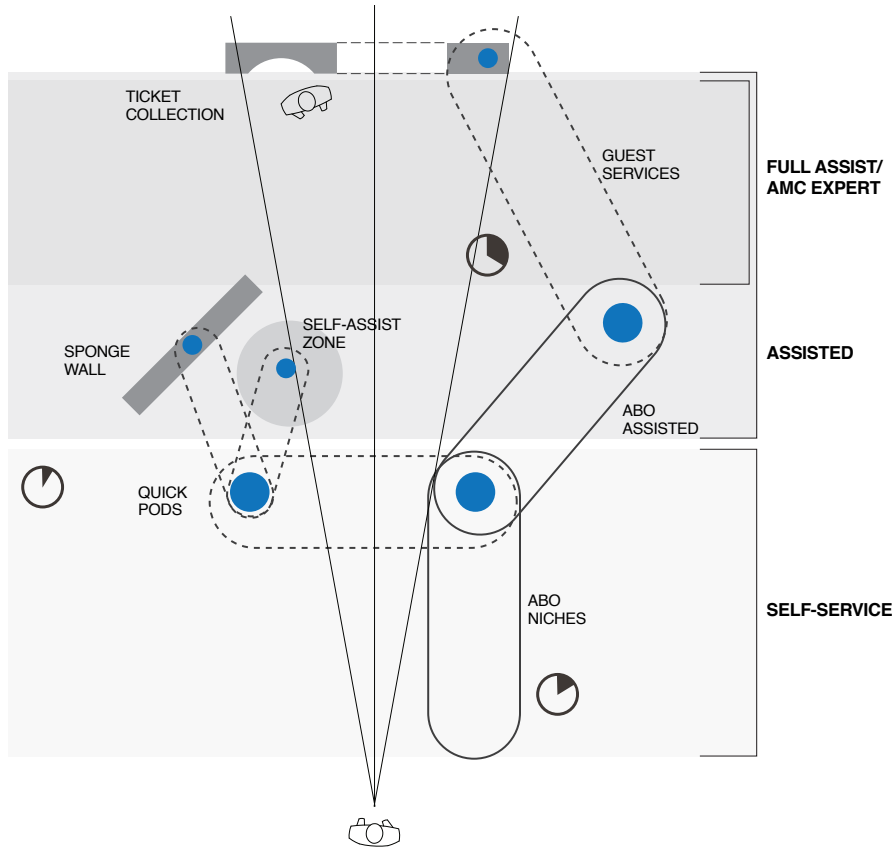 TICKET
COLLECTION
GUEST
SERVICES
FULL ASSIST/
AMC EXPERT
SELF-ASSIST
ZONE
SPONGE
WALL
ASSISTED
ABO
ASSISTED
QUICK
PODS
ABO
NICHES
SELF-SERVICE